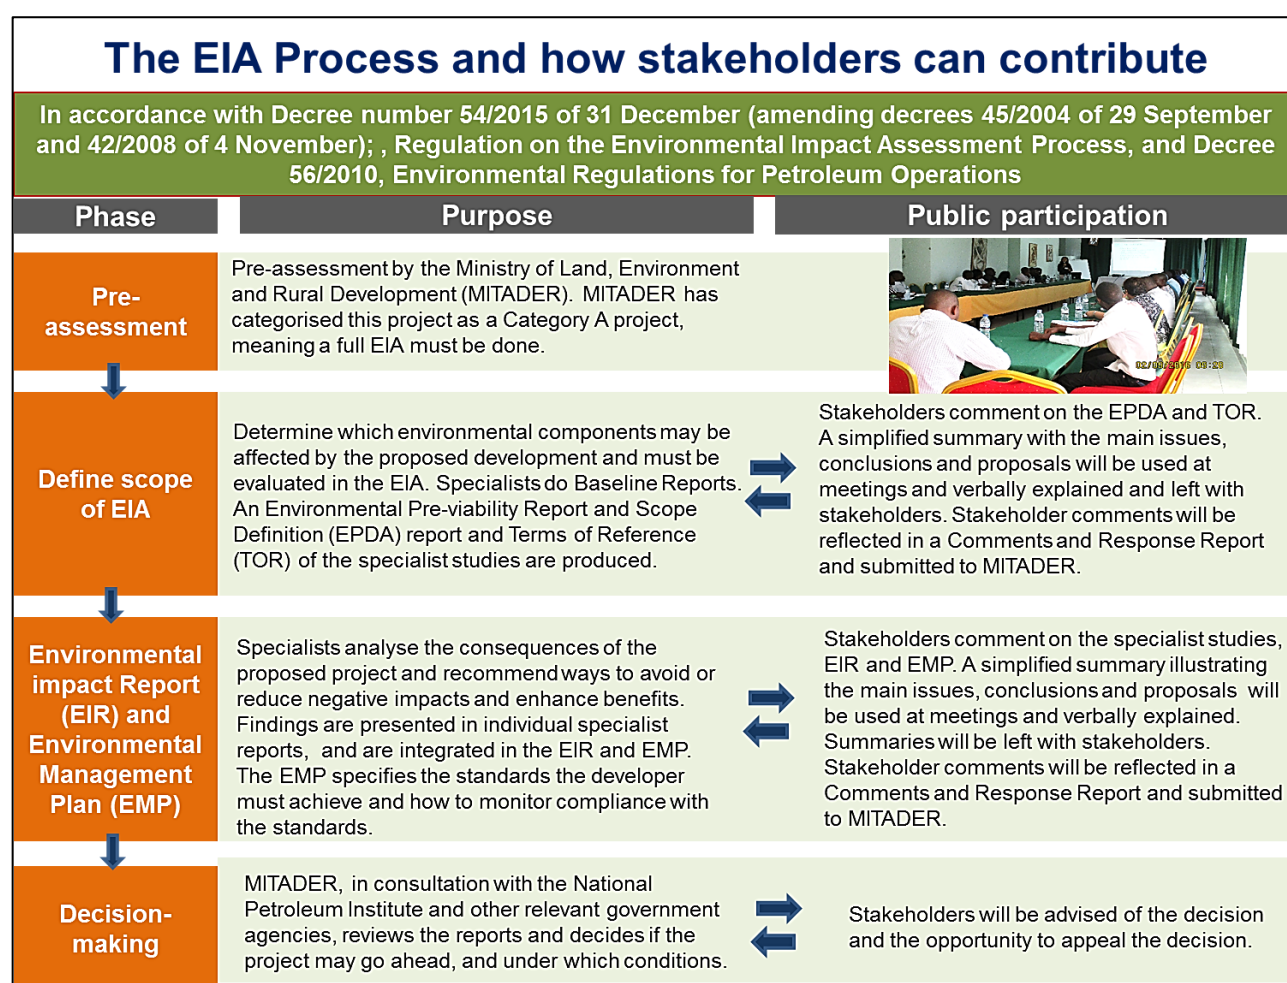 The EIA Process and how stakeholders can contribute
In accordance with Decree number 54/2015 of 31 December (amending decrees 45/2004 of 29 September
and 42/2008 of 4 November); , Regulation on the Environmental Impact Assessment Process, and Decree
56/2010, Environmental Regulations for Petroleum Operations
Phase
Purpose
Public participation
Pre-
assessment
Pre-assessment by the Ministry of Land, Environment
and Rural Development (MITADER). MITADER has
categorised this project as a Category A project,
meaning a full EIA must be done.
Define scope
of EIA
Determine which environmental components may be
affected by the proposed development and must be
evaluated in the EIA. Specialists do Baseline Reports.
An Environmental Pre-viability Report and Scope
Definition (EPDA) report and Terms of Reference
(TOR) of the specialist studies are produced.
Stakeholders comment on the EPDA and TOR.
A simplified summary with the main issues,
conclusions and proposals will be used at
meetings and verbally explained and left with
stakeholders. Stakeholder comments will be
reflected in a Comments and Response Report
and submitted to MITADER.
Environmental
impact Report
(EIR) and
Environmental
Management
Plan (EMP)
Specialists analyse the consequences of the
proposed project and recommend ways to avoid or
reduce negative impacts and enhance benefits.
Findings are presented in individual specialist
reports, and are integrated in the EIR and EMP.
The EMP specifies the standards the developer
must achieve and how to monitor compliance with
the standards.
Stakeholders comment on the specialist studies,
EIR and EMP. A simplified summary illustrating
the main issues, conclusions and proposals will
be used at meetings and verbally explained.
Summaries will be left with stakeholders.
Stakeholder comments will be reflected in a
Comments and Response Report and submitted
to MITADER.
Decision-
making
MITADER, in consultation with the National
Petroleum Institute and other relevant government
agencies, reviews the reports and decides if the
project may go ahead, and under which conditions.
Stakeholders will be advised of the decision
and the opportunity to appeal the decision.